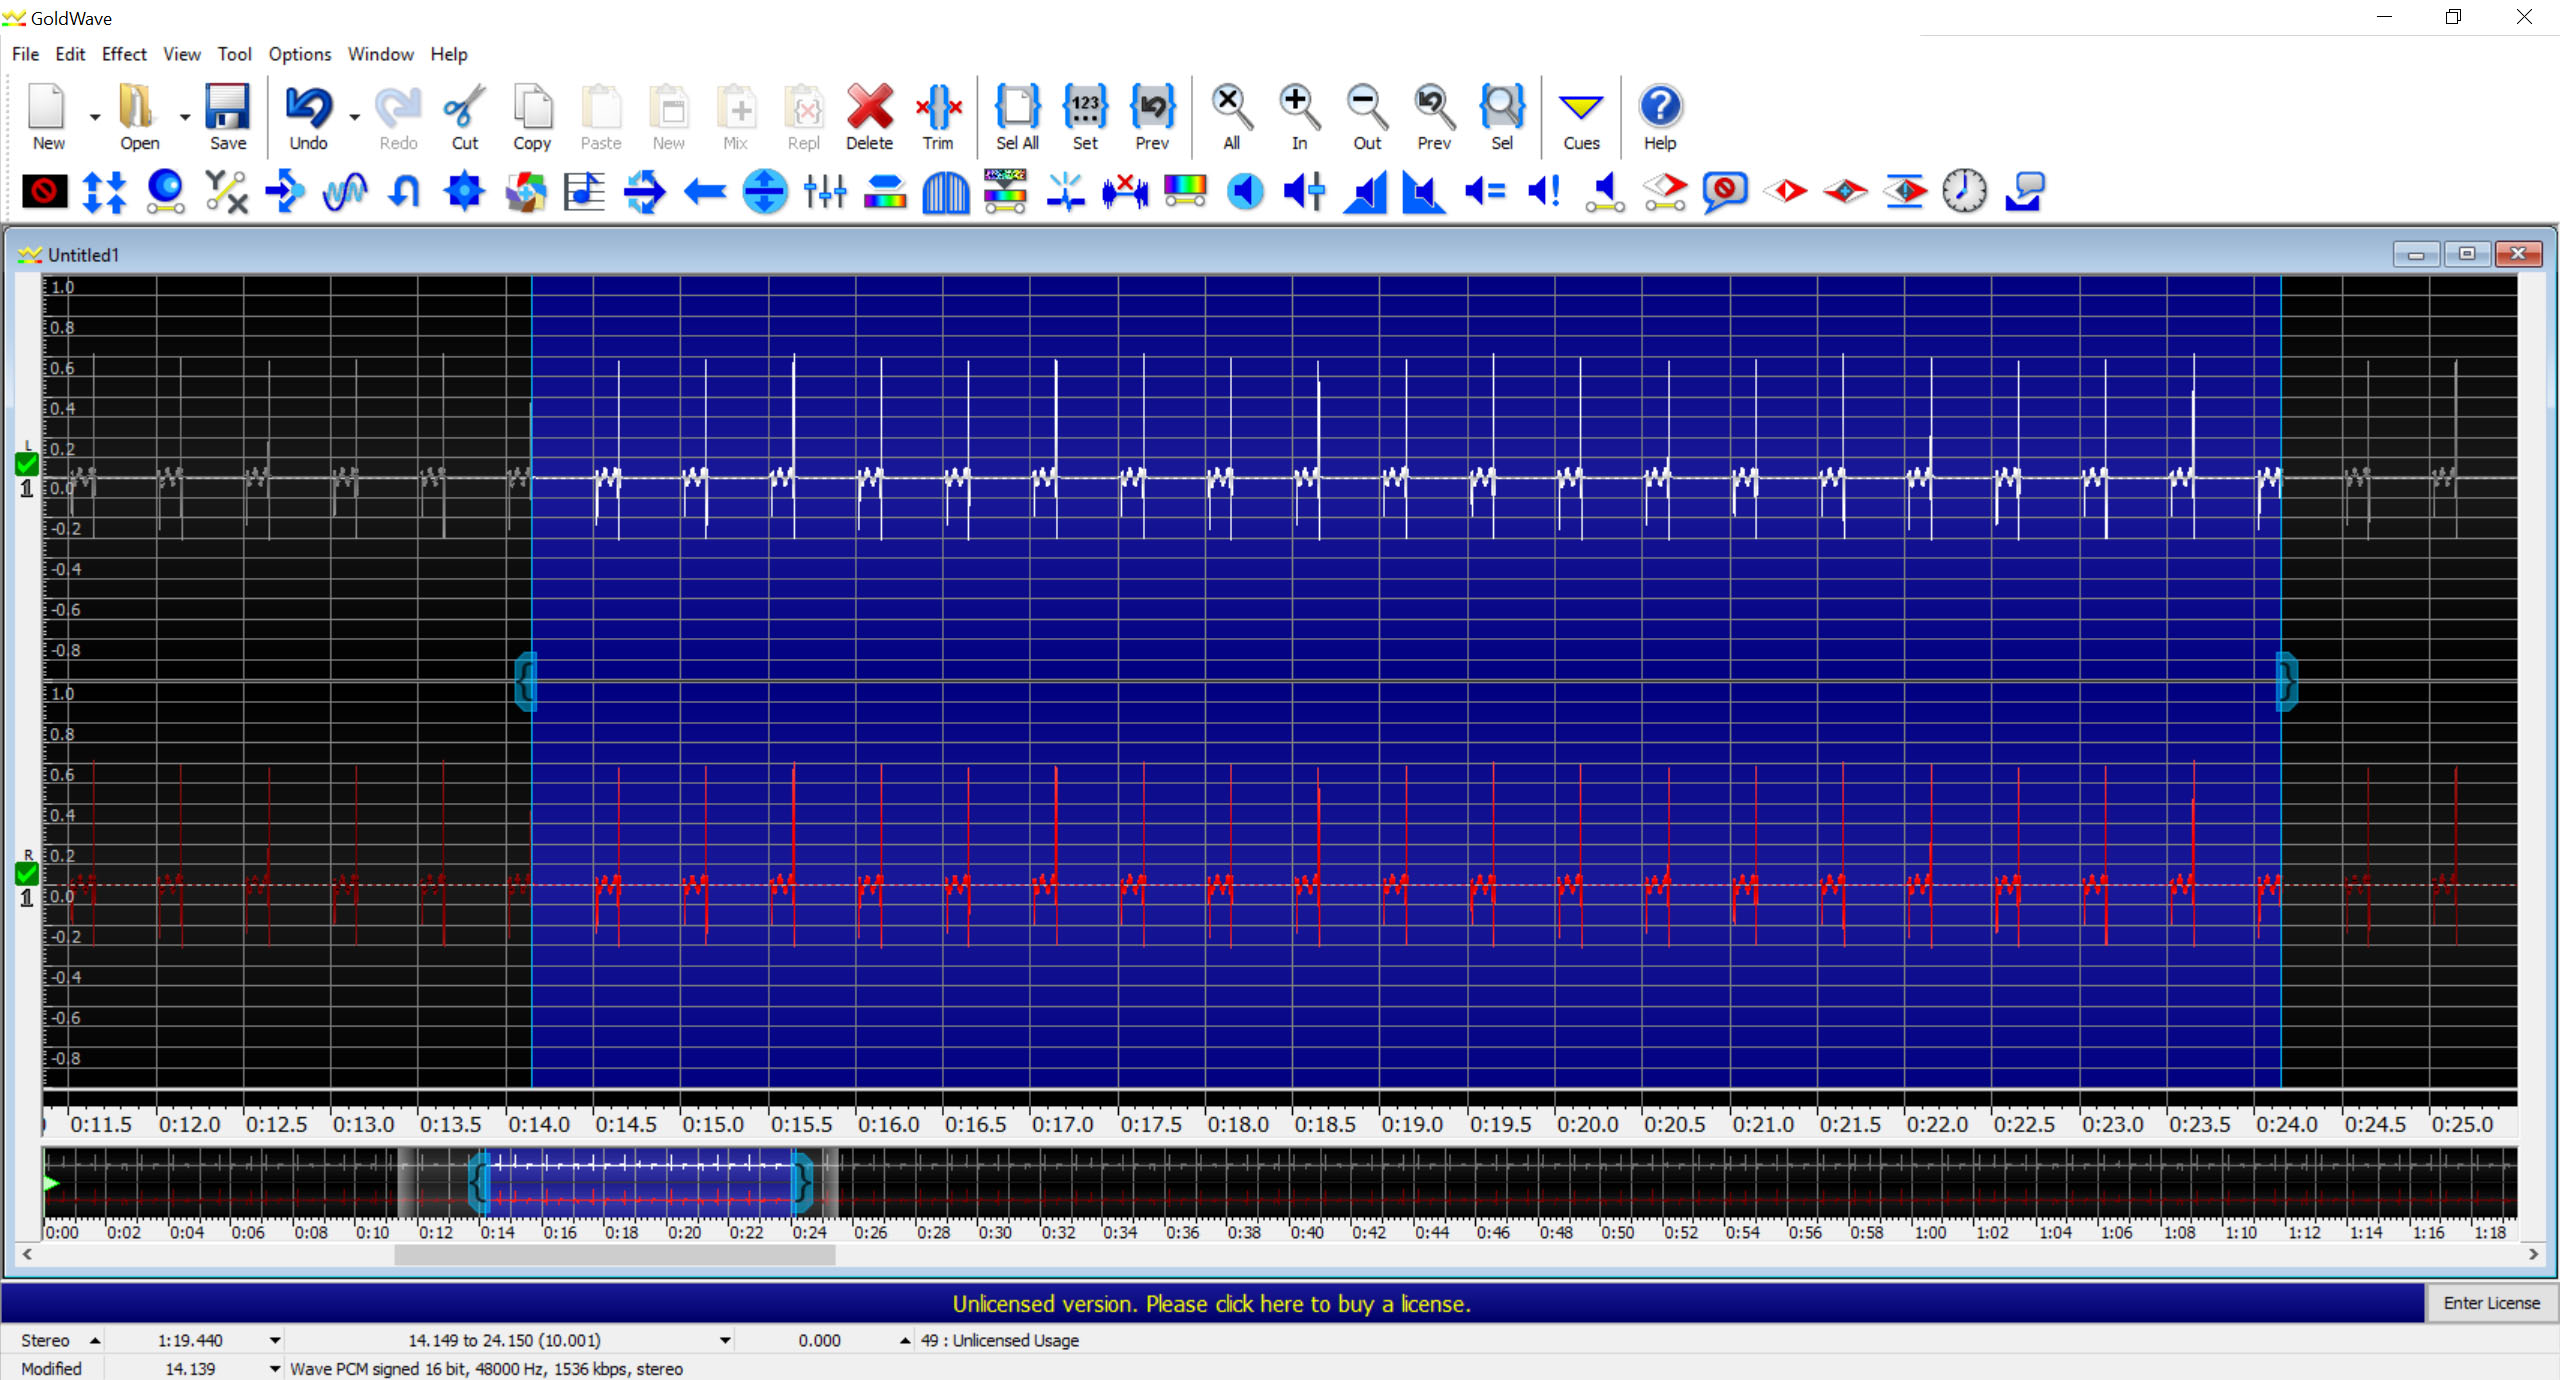 GoldWave
File Edit Effect View Tool Options Window Help
New Open Save Undo Redo Cut Copy Paste New Mix Repl Delete Trim Sel All Set Prev All In Out Prev Sel Cues Help
Untitled1
1.0
0.8
0.6
0.4
L
0.2
1
0.0
-0.2
-0.4
-0.6
-0.8
1.0
0.8
0.6
0.4
R
0.2
1
0.0
-0.2
-0.4
-0.6
-0.8
0:11.5 0:12.0 0:12.5 0:13.0 0:13.5 0:14.0 0:14.5 0:15.0 0:15.5 0:16.0 0:16.5 0:17.0 0:17.5 0:18.0 0:18.5 0:19.0 0:19.5 0:20.0 0:20.5 0:21.0 0:21.5 0:22.0 0:22.5 0:23.0 0:23.5 0:24.0 0:24.5 0:25.0
0:00 0:02 0:04 0:06 0:08 0:10 0:12 0:14 0:16 0:18 0:20 0:22 0:24 0:26 0:28 0:30 0:32 0:34 0:36 0:38 0:40 0:42 0:44 0:46 0:48 0:50 0:52 0:54 0:56 0:58 1:00 1:02 1:04 1:06 1:08 1:10 1:12 1:14 1:16 1:18
Unlicensed version. Please click here to buy a license.
Enter License
Stereo 1:19.440 14.149 to 24.150 (10.001) 0.000 49 : Unlicensed Usage
Modified 14.139 Wave PCM signed 16 bit, 48000 Hz, 1536 kbps, stereo